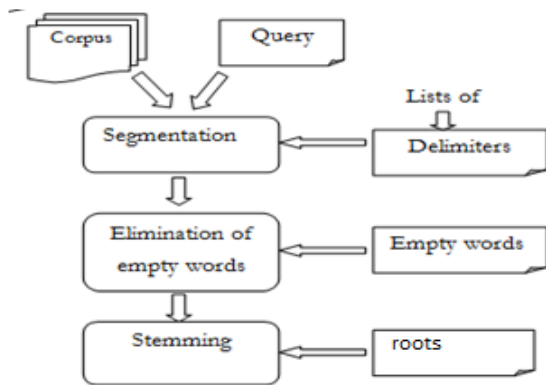 Corpus
Query
Lists of
Segmentation
Delimiters
Elimination of
empty words
Empty words
Stemming
roots